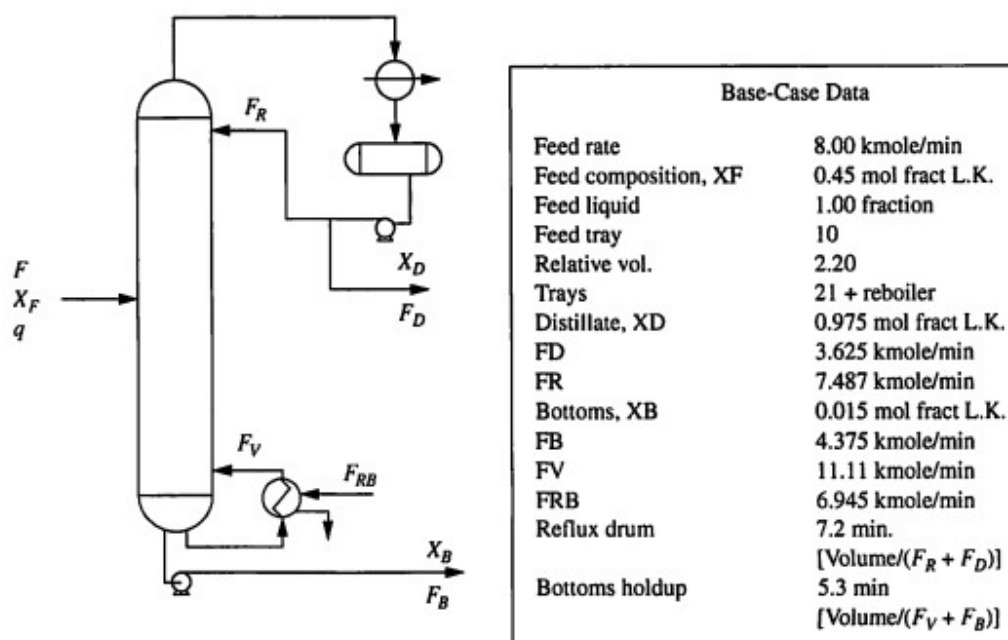 F_R
X_D
F_D
F
X_F
q
F_V
F_RB
X_B
F_B
Base-Case Data
Feed rate 8.00 kmole/min
Feed composition, XF 0.45 mol fract L.K.
Feed liquid 1.00 fraction
Feed tray 10
Relative vol. 2.20
Trays 21 + reboiler
Distillate, XD 0.975 mol fract L.K.
FD 3.625 kmole/min
FR 7.487 kmole/min
Bottoms, XB 0.015 mol fract L.K.
FB 4.375 kmole/min
FV 11.11 kmole/min
FRB 6.945 kmole/min
Reflux drum 7.2 min.
[Volume/(F_R + F_D)]
Bottoms holdup 5.3 min
[Volume/(F_V + F_B)]